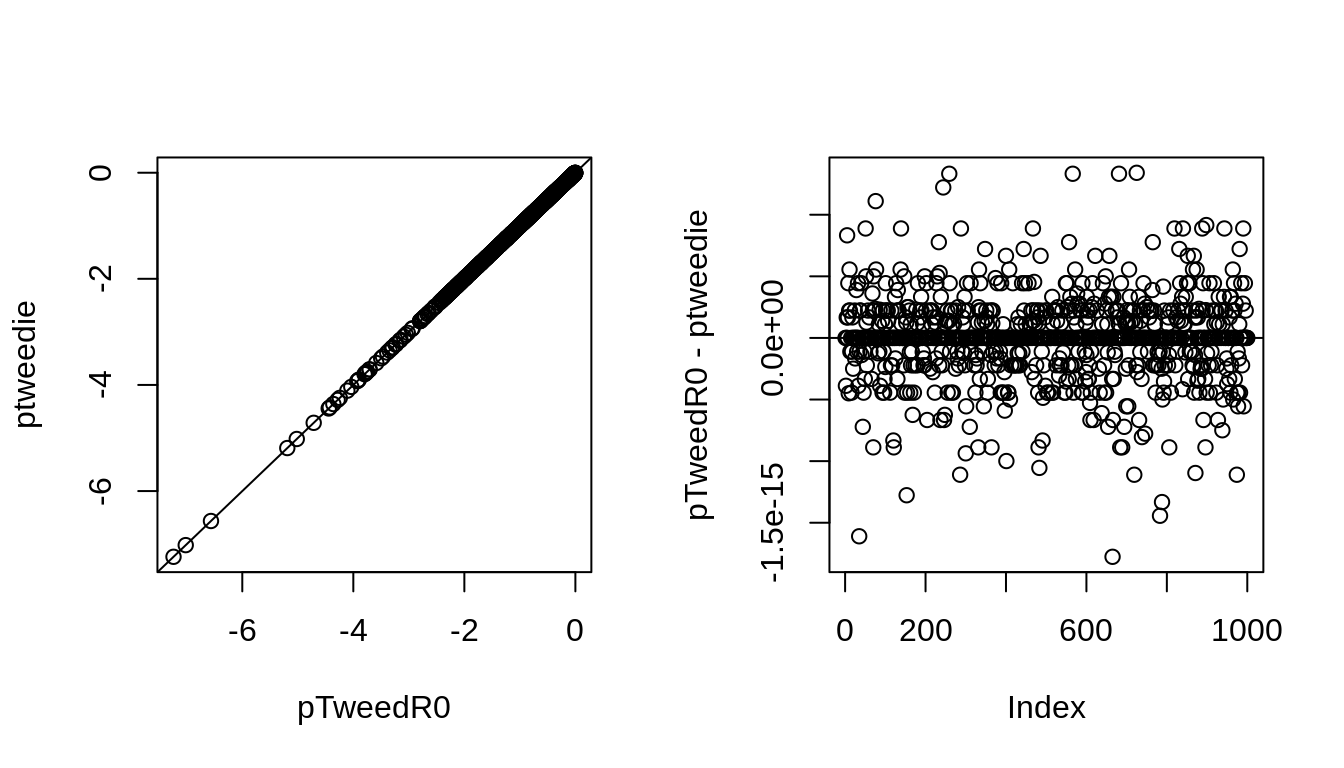 ptweedie
0
-2
-4
-6
-6 -4 -2 0
pTweedR0
pTweedR0 - ptweedie
0.0e+00
-1.5e-15
0 200 600 1000
Index